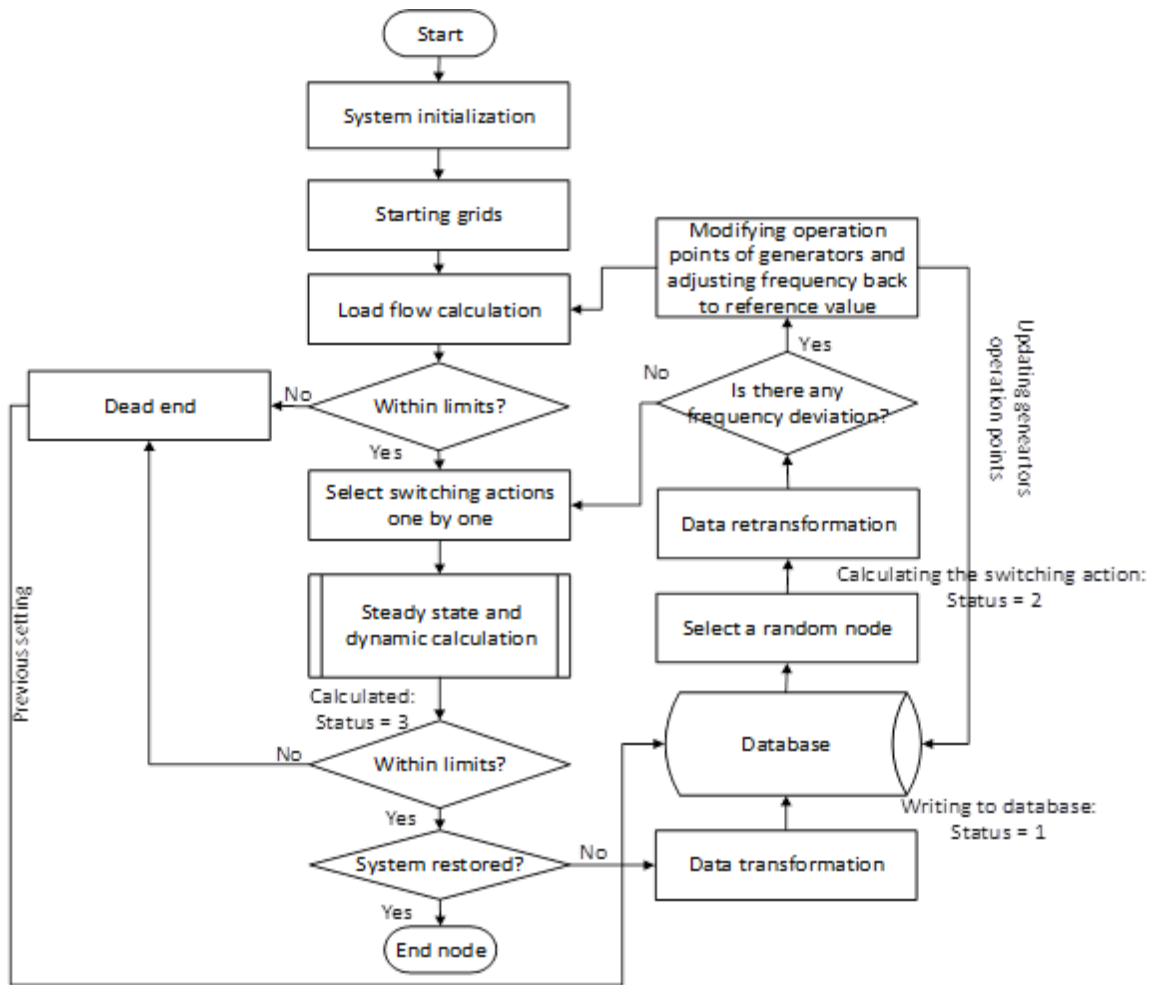 Start
System initialization
Starting grids
Modifying operation
points of generators and
adjusting frequency back
to reference value
Load flow calculation
Updating geneartors
operation points
Yes
No
Is there any
frequency deviation?
Within limits?
No
Dead end
Yes
Select switching actions
one by one
Data retransformation
Calculating the switching action:
Status = 2
Steady state and
dynamic calculation
Select a random node
Previous setting
Calculated:
Status = 3
Database
Within limits?
No
Writing to database:
Status = 1
Yes
System restored?
No
Data transformation
Yes
End node